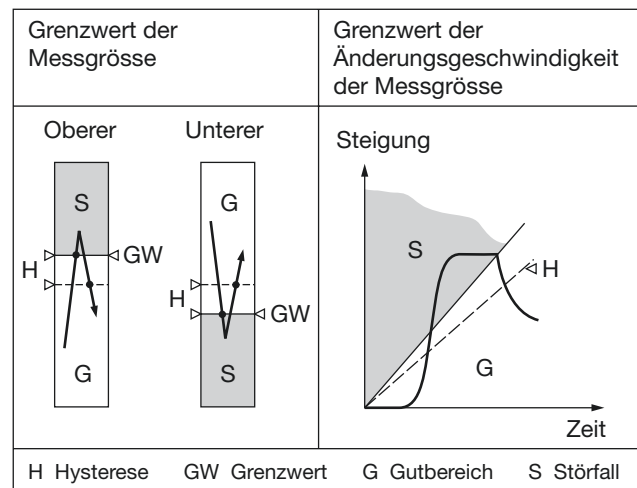 Grenzwert der
Messgrösse
Grenzwert der
Änderungsgeschwindigkeit
der Messgrösse
Oberer
Unterer
S
G
GW
H
G
G
H
GW
S
Steigung
S
H
G
Zeit
H Hysterese GW Grenzwert G Gutbereich S Störfall